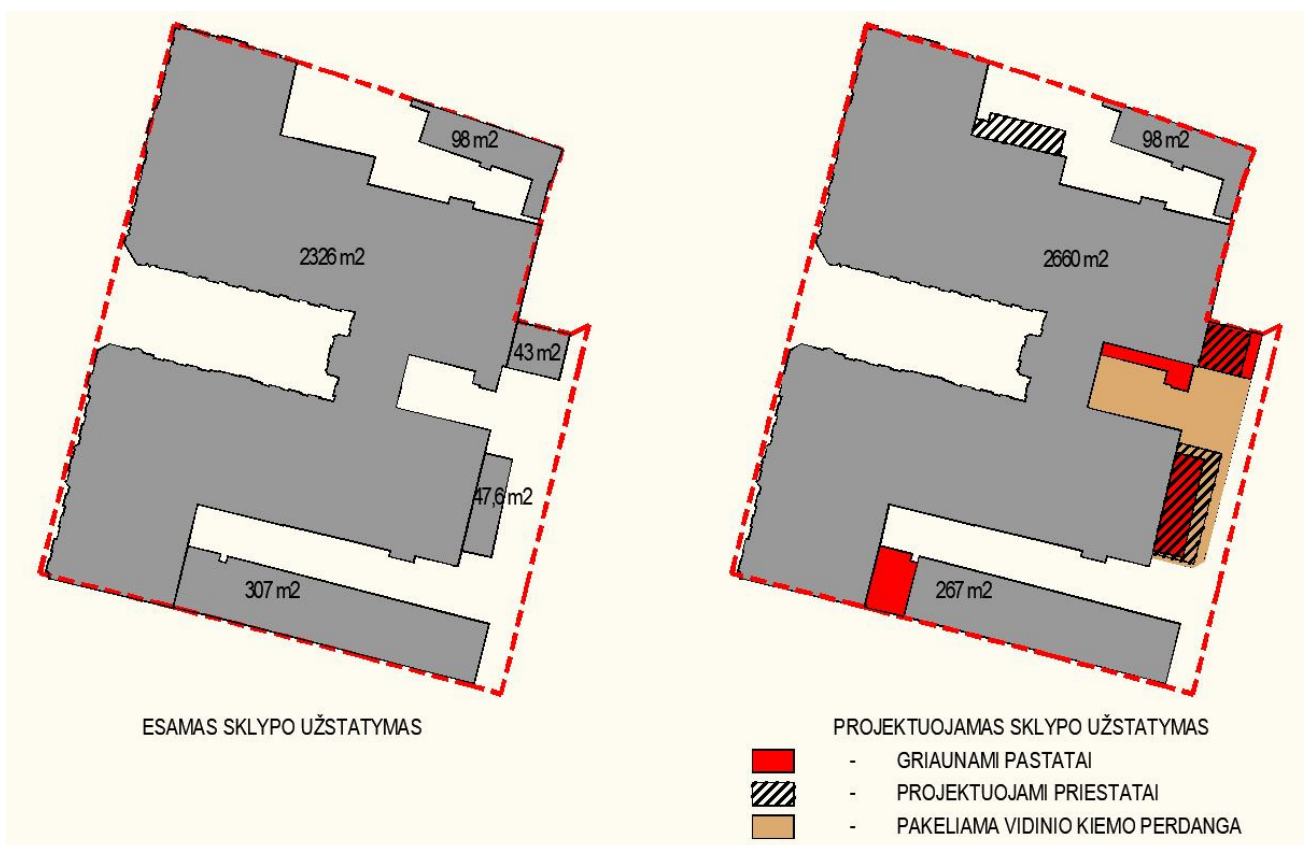 98 m2
2326 m2
43 m2
47,6 m2
307 m2
ESAMAS SKLYPO UŽSTATYMAS
98 m2
2660 m2
267 m2
PROJEKTUOJAMAS SKLYPO UŽSTATYMAS
- GRIAUNAMI PASTATAI
- PROJEKTUOJAMI PRIESTATAI
- PAKELIAMA VIDINIO KIEMO PERDANGA